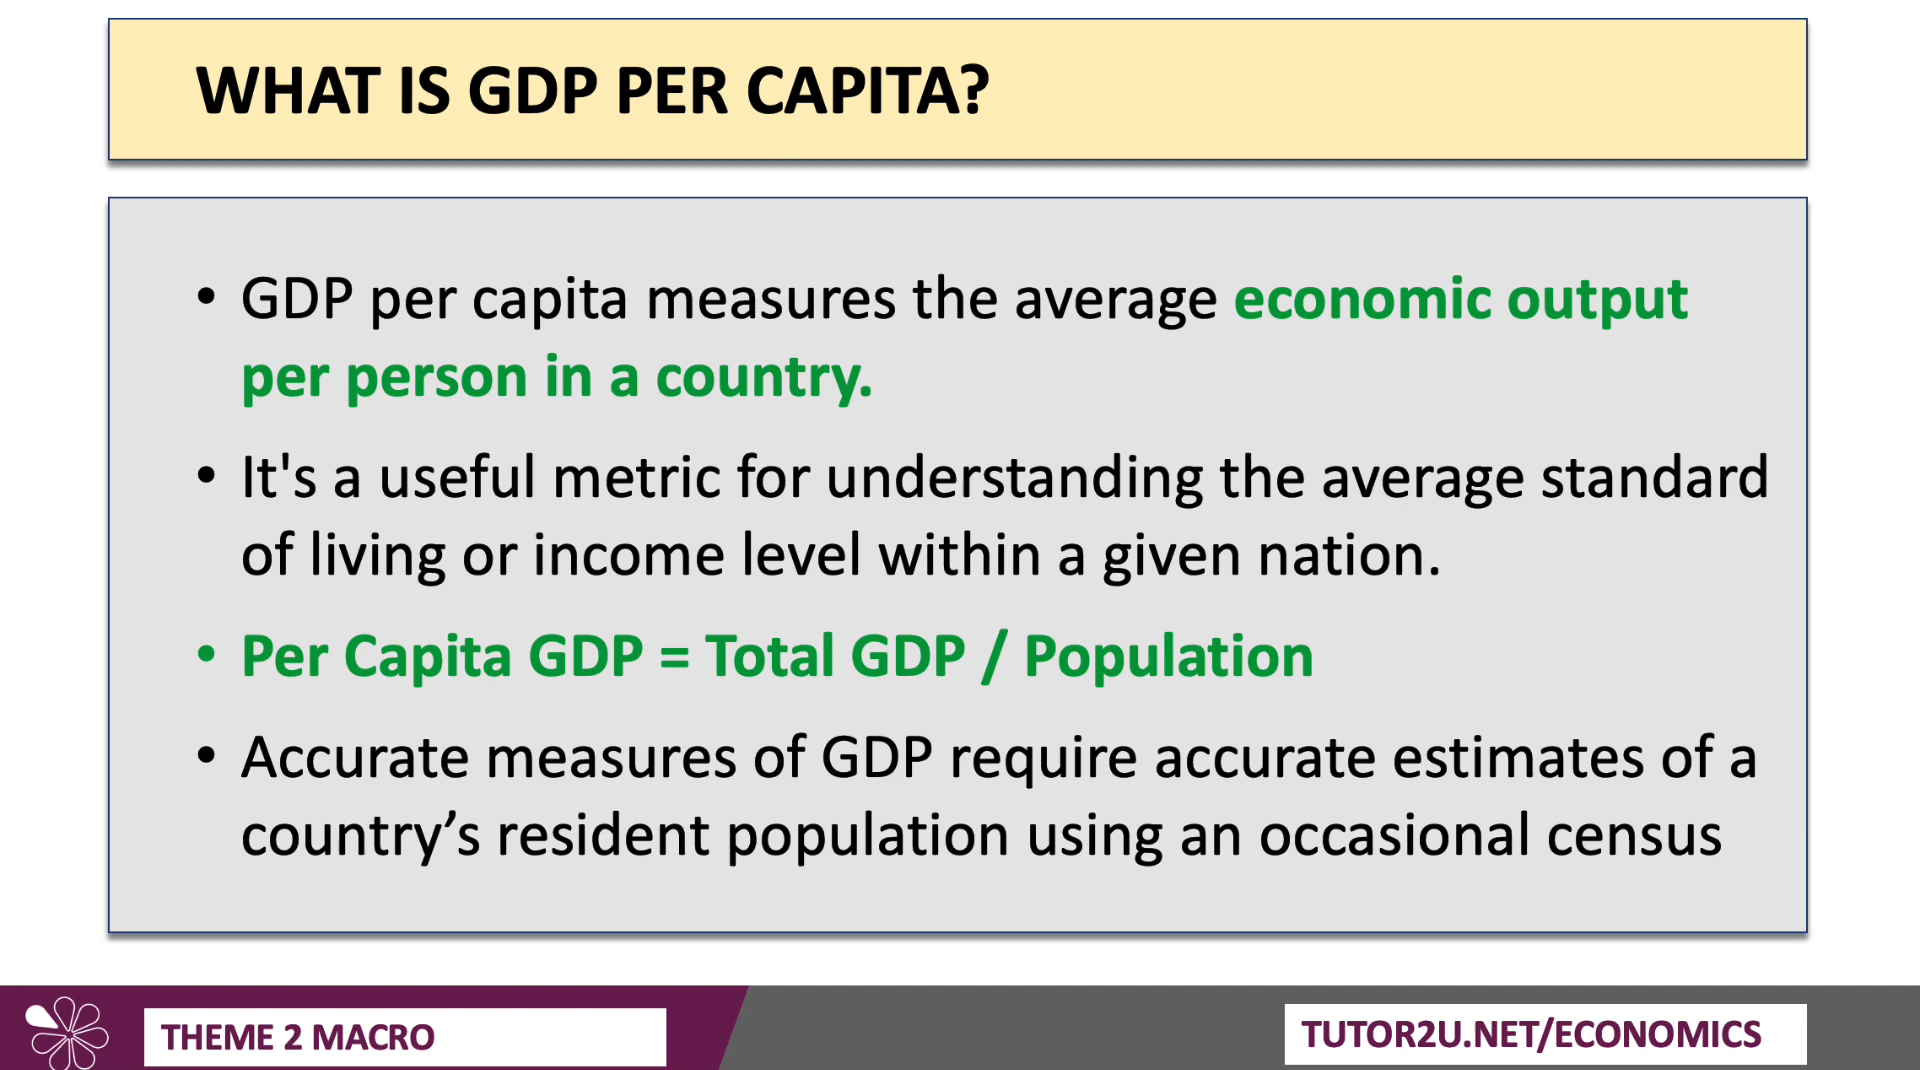 WHAT IS GDP PER CAPITA?
• GDP per capita measures the average economic output
per person in a country.
• It's a useful metric for understanding the average standard
of living or income level within a given nation.
• Per Capita GDP = Total GDP / Population
• Accurate measures of GDP require accurate estimates of a
country’s resident population using an occasional census
THEME 2 MACRO
TUTOR2U.NET/ECONOMICS